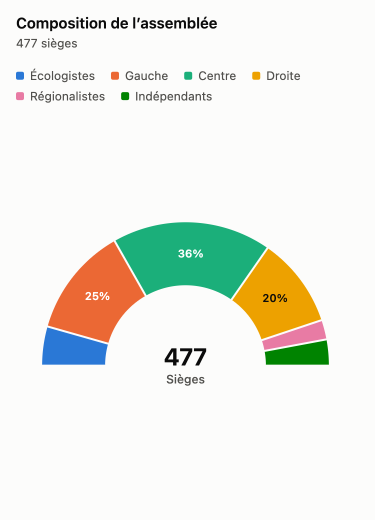 Composition de l’assemblée
477 sièges
Écologistes Gauche Centre Droite
Régionalistes Indépendants
36%
25%
20%
477
Sièges